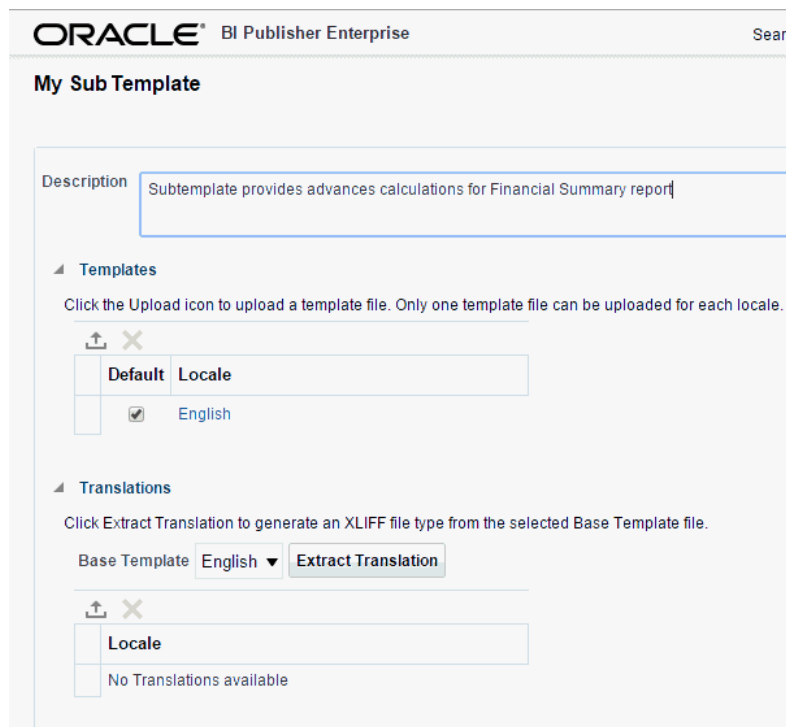 ORACLE® BI Publisher Enterprise
My Sub Template
Description Subtemplate provides advances calculations for Financial Summary report
Templates
Click the Upload icon to upload a template file. Only one template file can be uploaded for each locale.
Default Locale
English
Translations
Click Extract Translation to generate an XLIFF file type from the selected Base Template file.
Base Template English Extract Translation
Locale
No Translations available